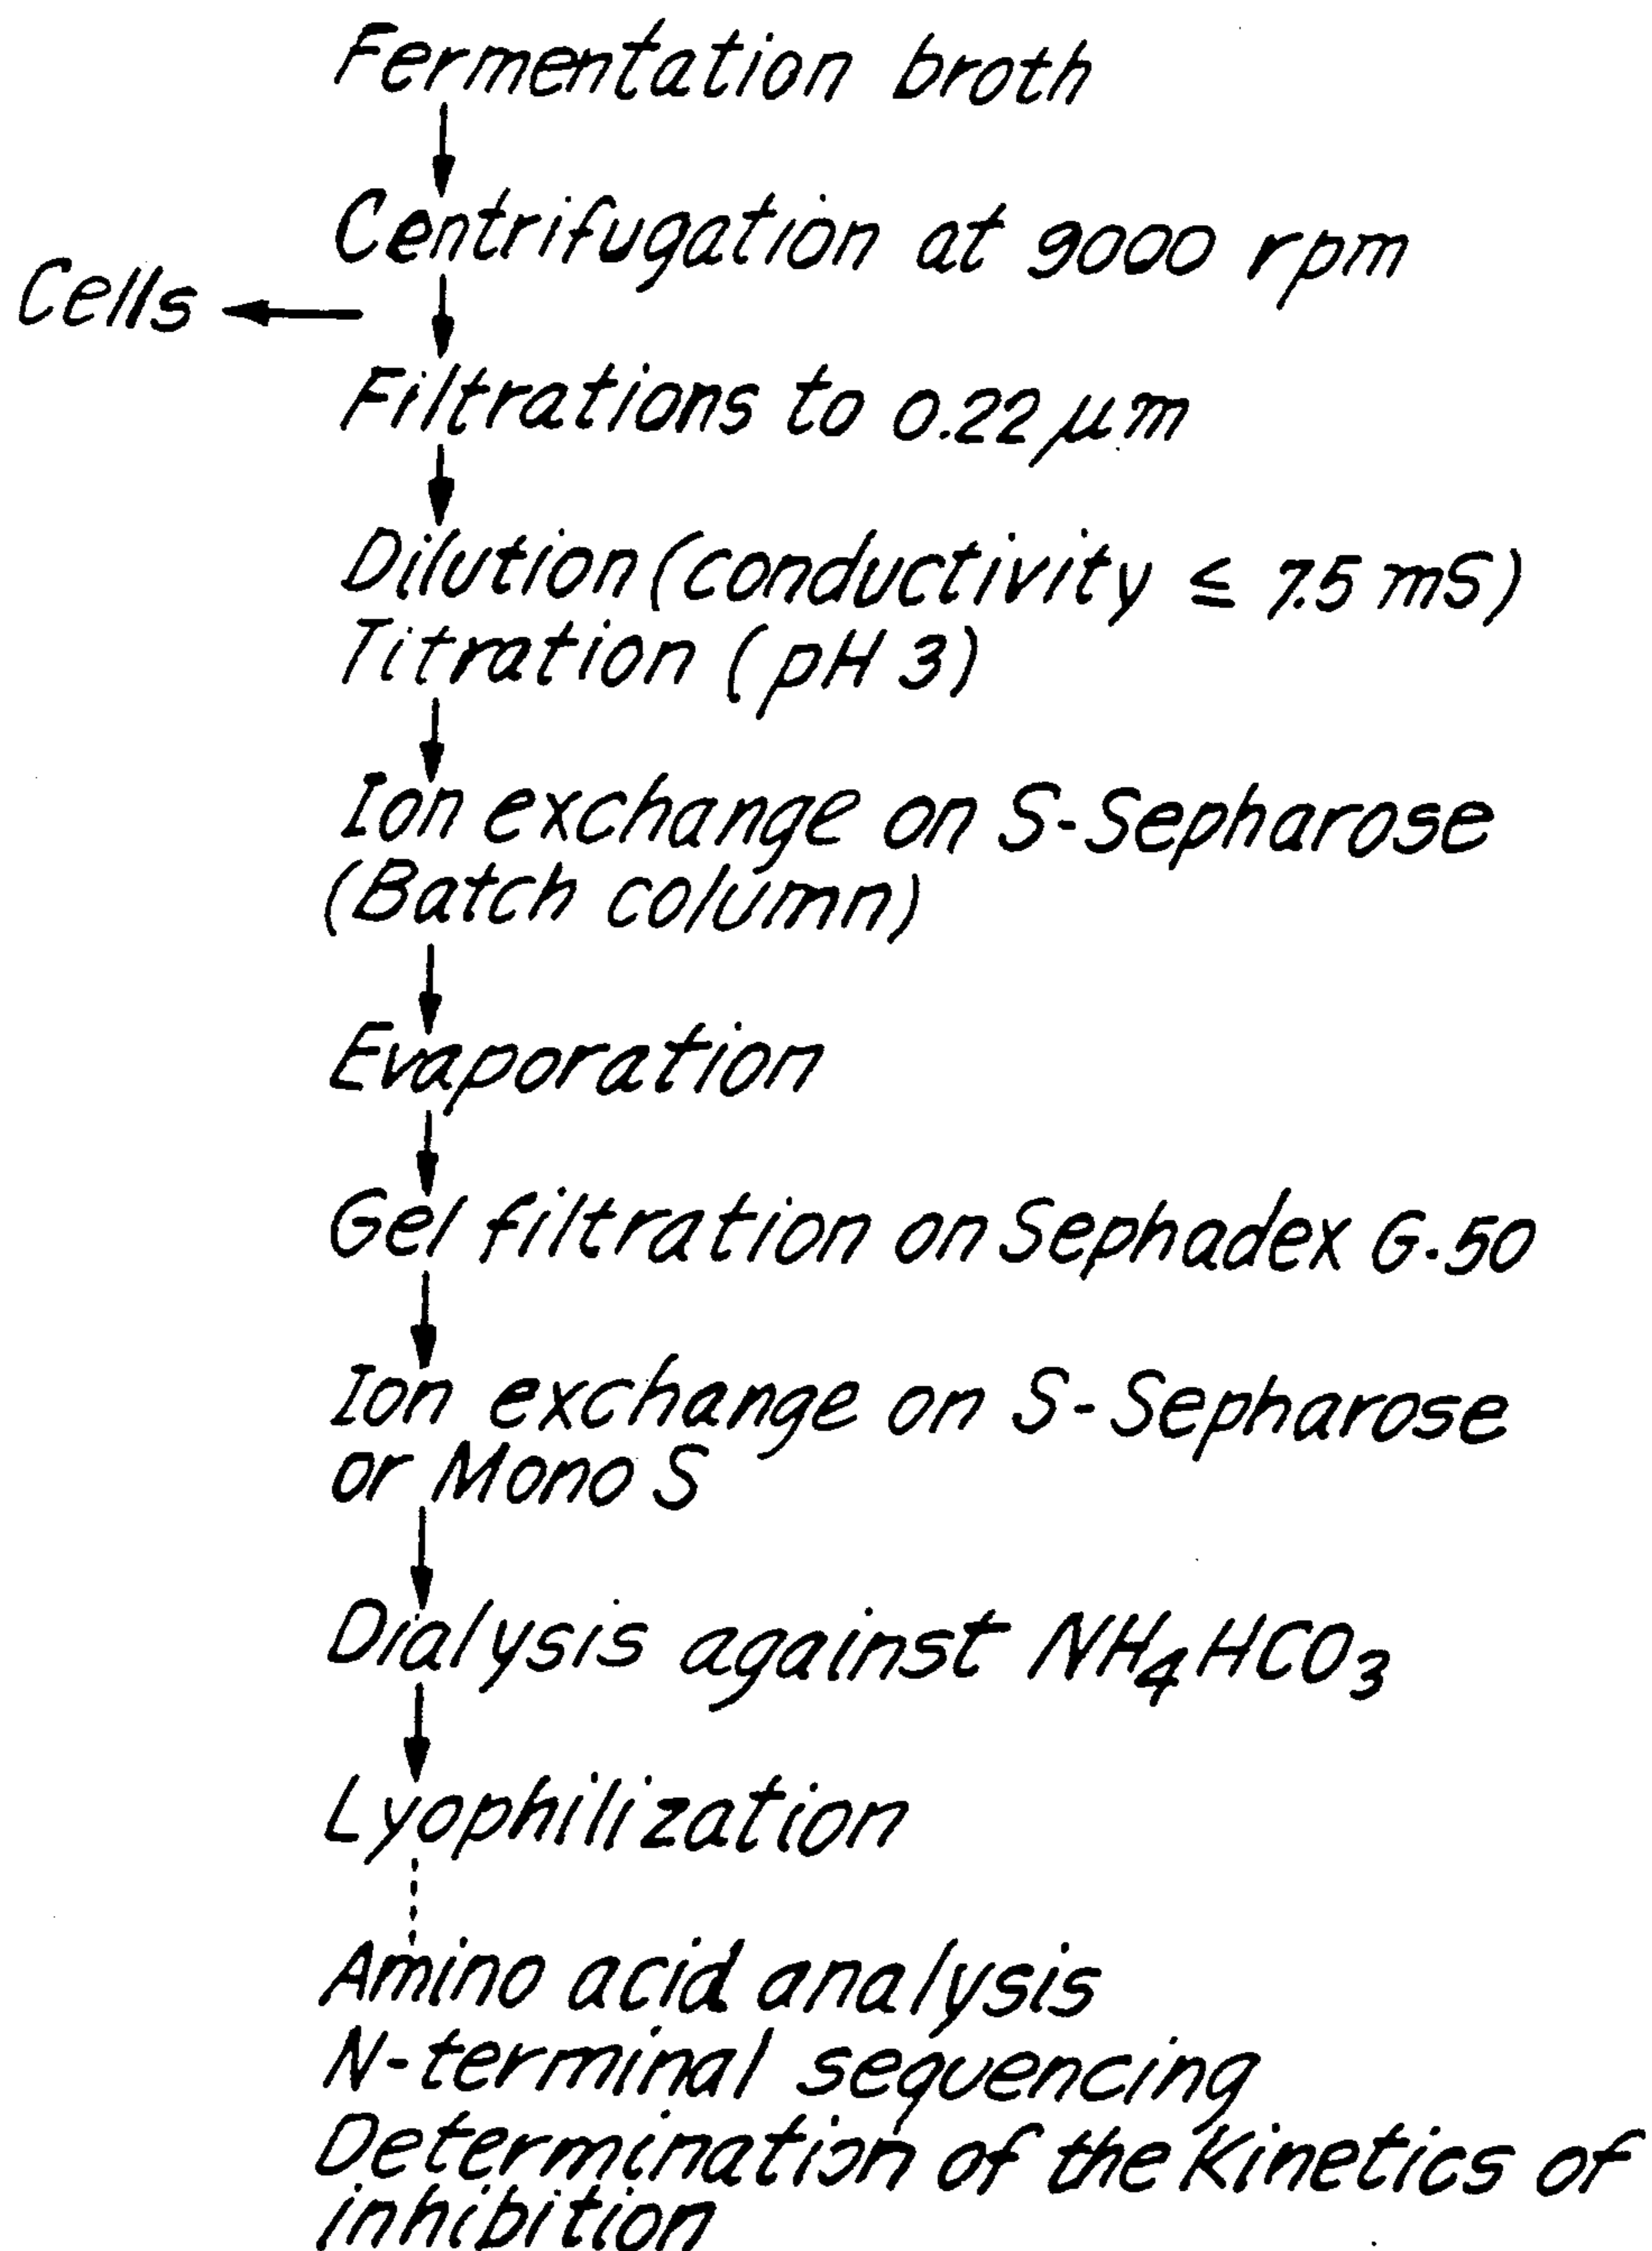 Fermentation broth
Centrifugation at 9000 rpm
Cells
Filtrations to 0.22 μm
Dilution (conductivity ≦ 7.5 mS)
Titration (pH 3)
Ion exchange on S-Sepharose
(Batch column)
Evaporation
Gel filtration on Sephadex G-50
Ion exchange on S-Sepharose
or Mono S
Dialysis against NH₄HCO₃
Lyophilization
Amino acid analysis
N-terminal sequencing
Determination of the Kinetics of
inhibition